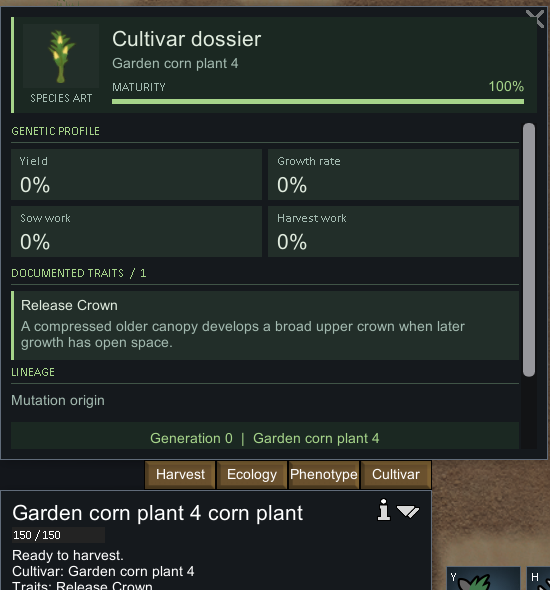 Cultivar dossier
Garden corn plant 4
MATURITY 100%
SPECIES ART
GENETIC PROFILE
Yield
0%
Growth rate
0%
Sow work
0%
Harvest work
0%
DOCUMENTED TRAITS / 1
Release Crown
A compressed older canopy develops a broad upper crown when later
growth has open space.
LINEAGE
Mutation origin
Generation 0 | Garden corn plant 4
Harvest Ecology Phenotype Cultivar
Garden corn plant 4 corn plant
150 / 150
Ready to harvest.
Cultivar: Garden corn plant 4
Traits: Release Crown
Y
H